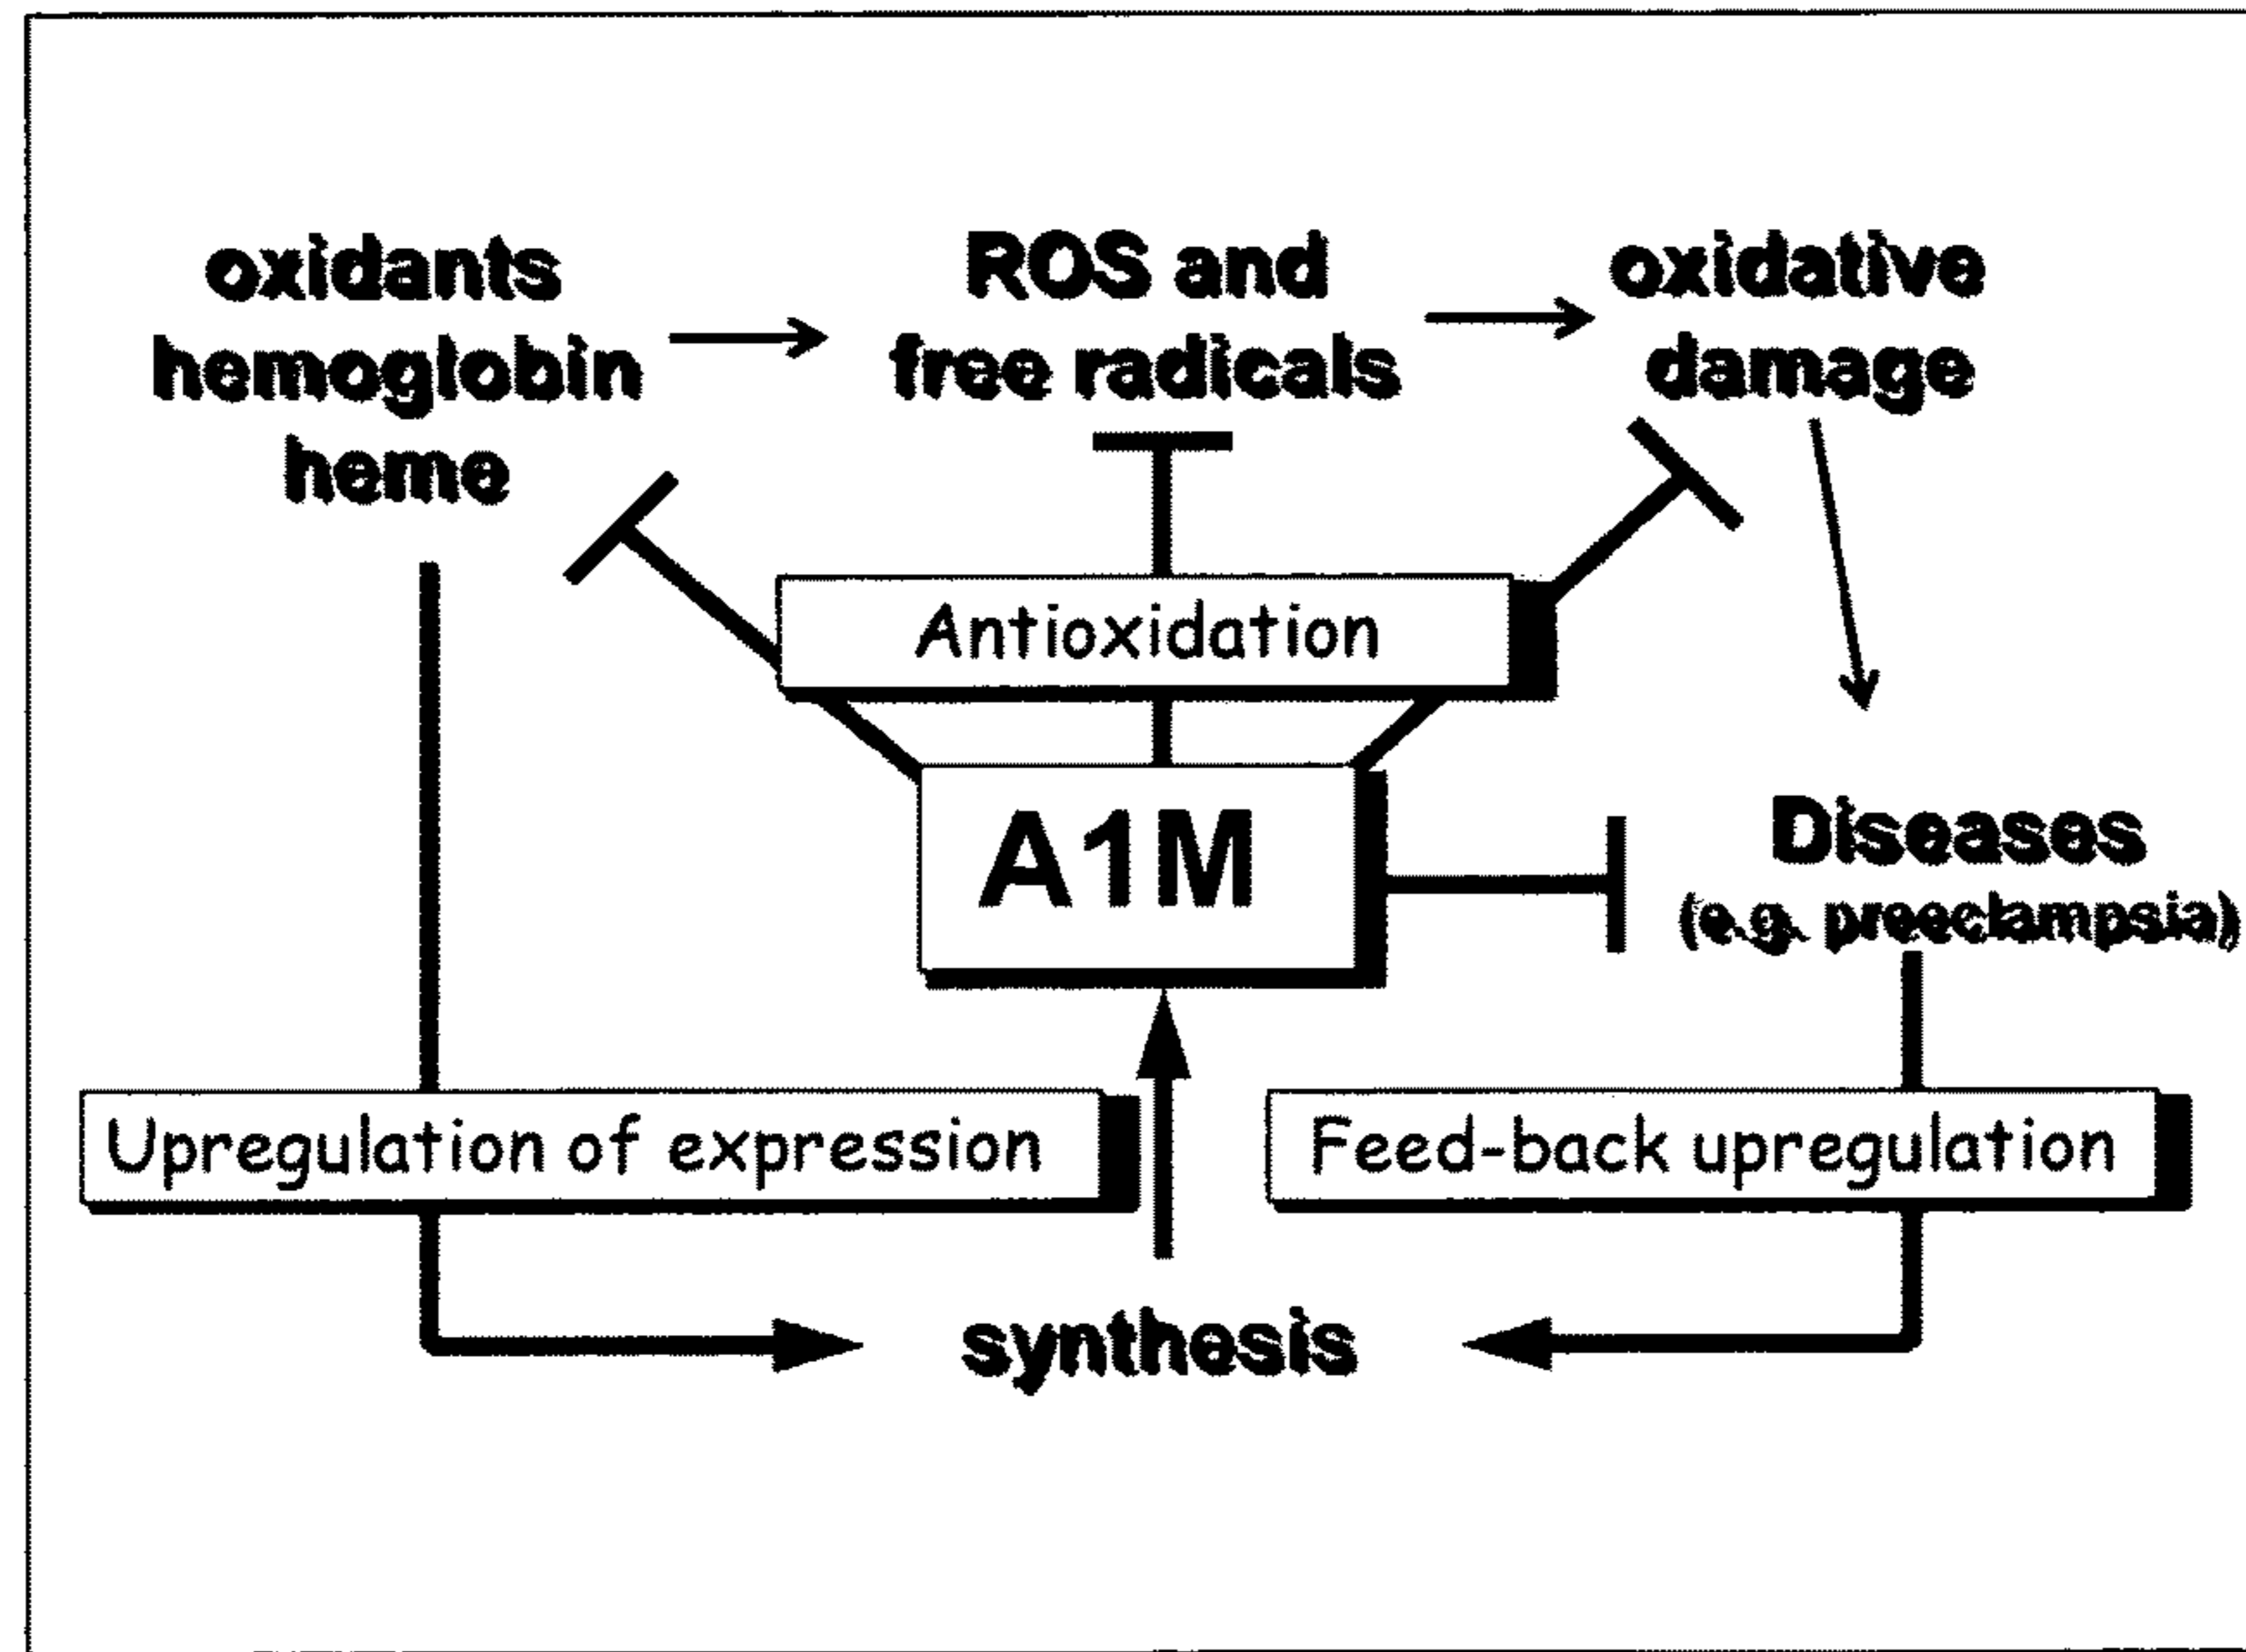 oxidants
hemoglobin
heme
ROS and
free radicals
oxidative
damage
Antioxidation
A1M
Diseases
(e.g. preeclampsia)
Upregulation of expression
Feed-back upregulation
synthesis